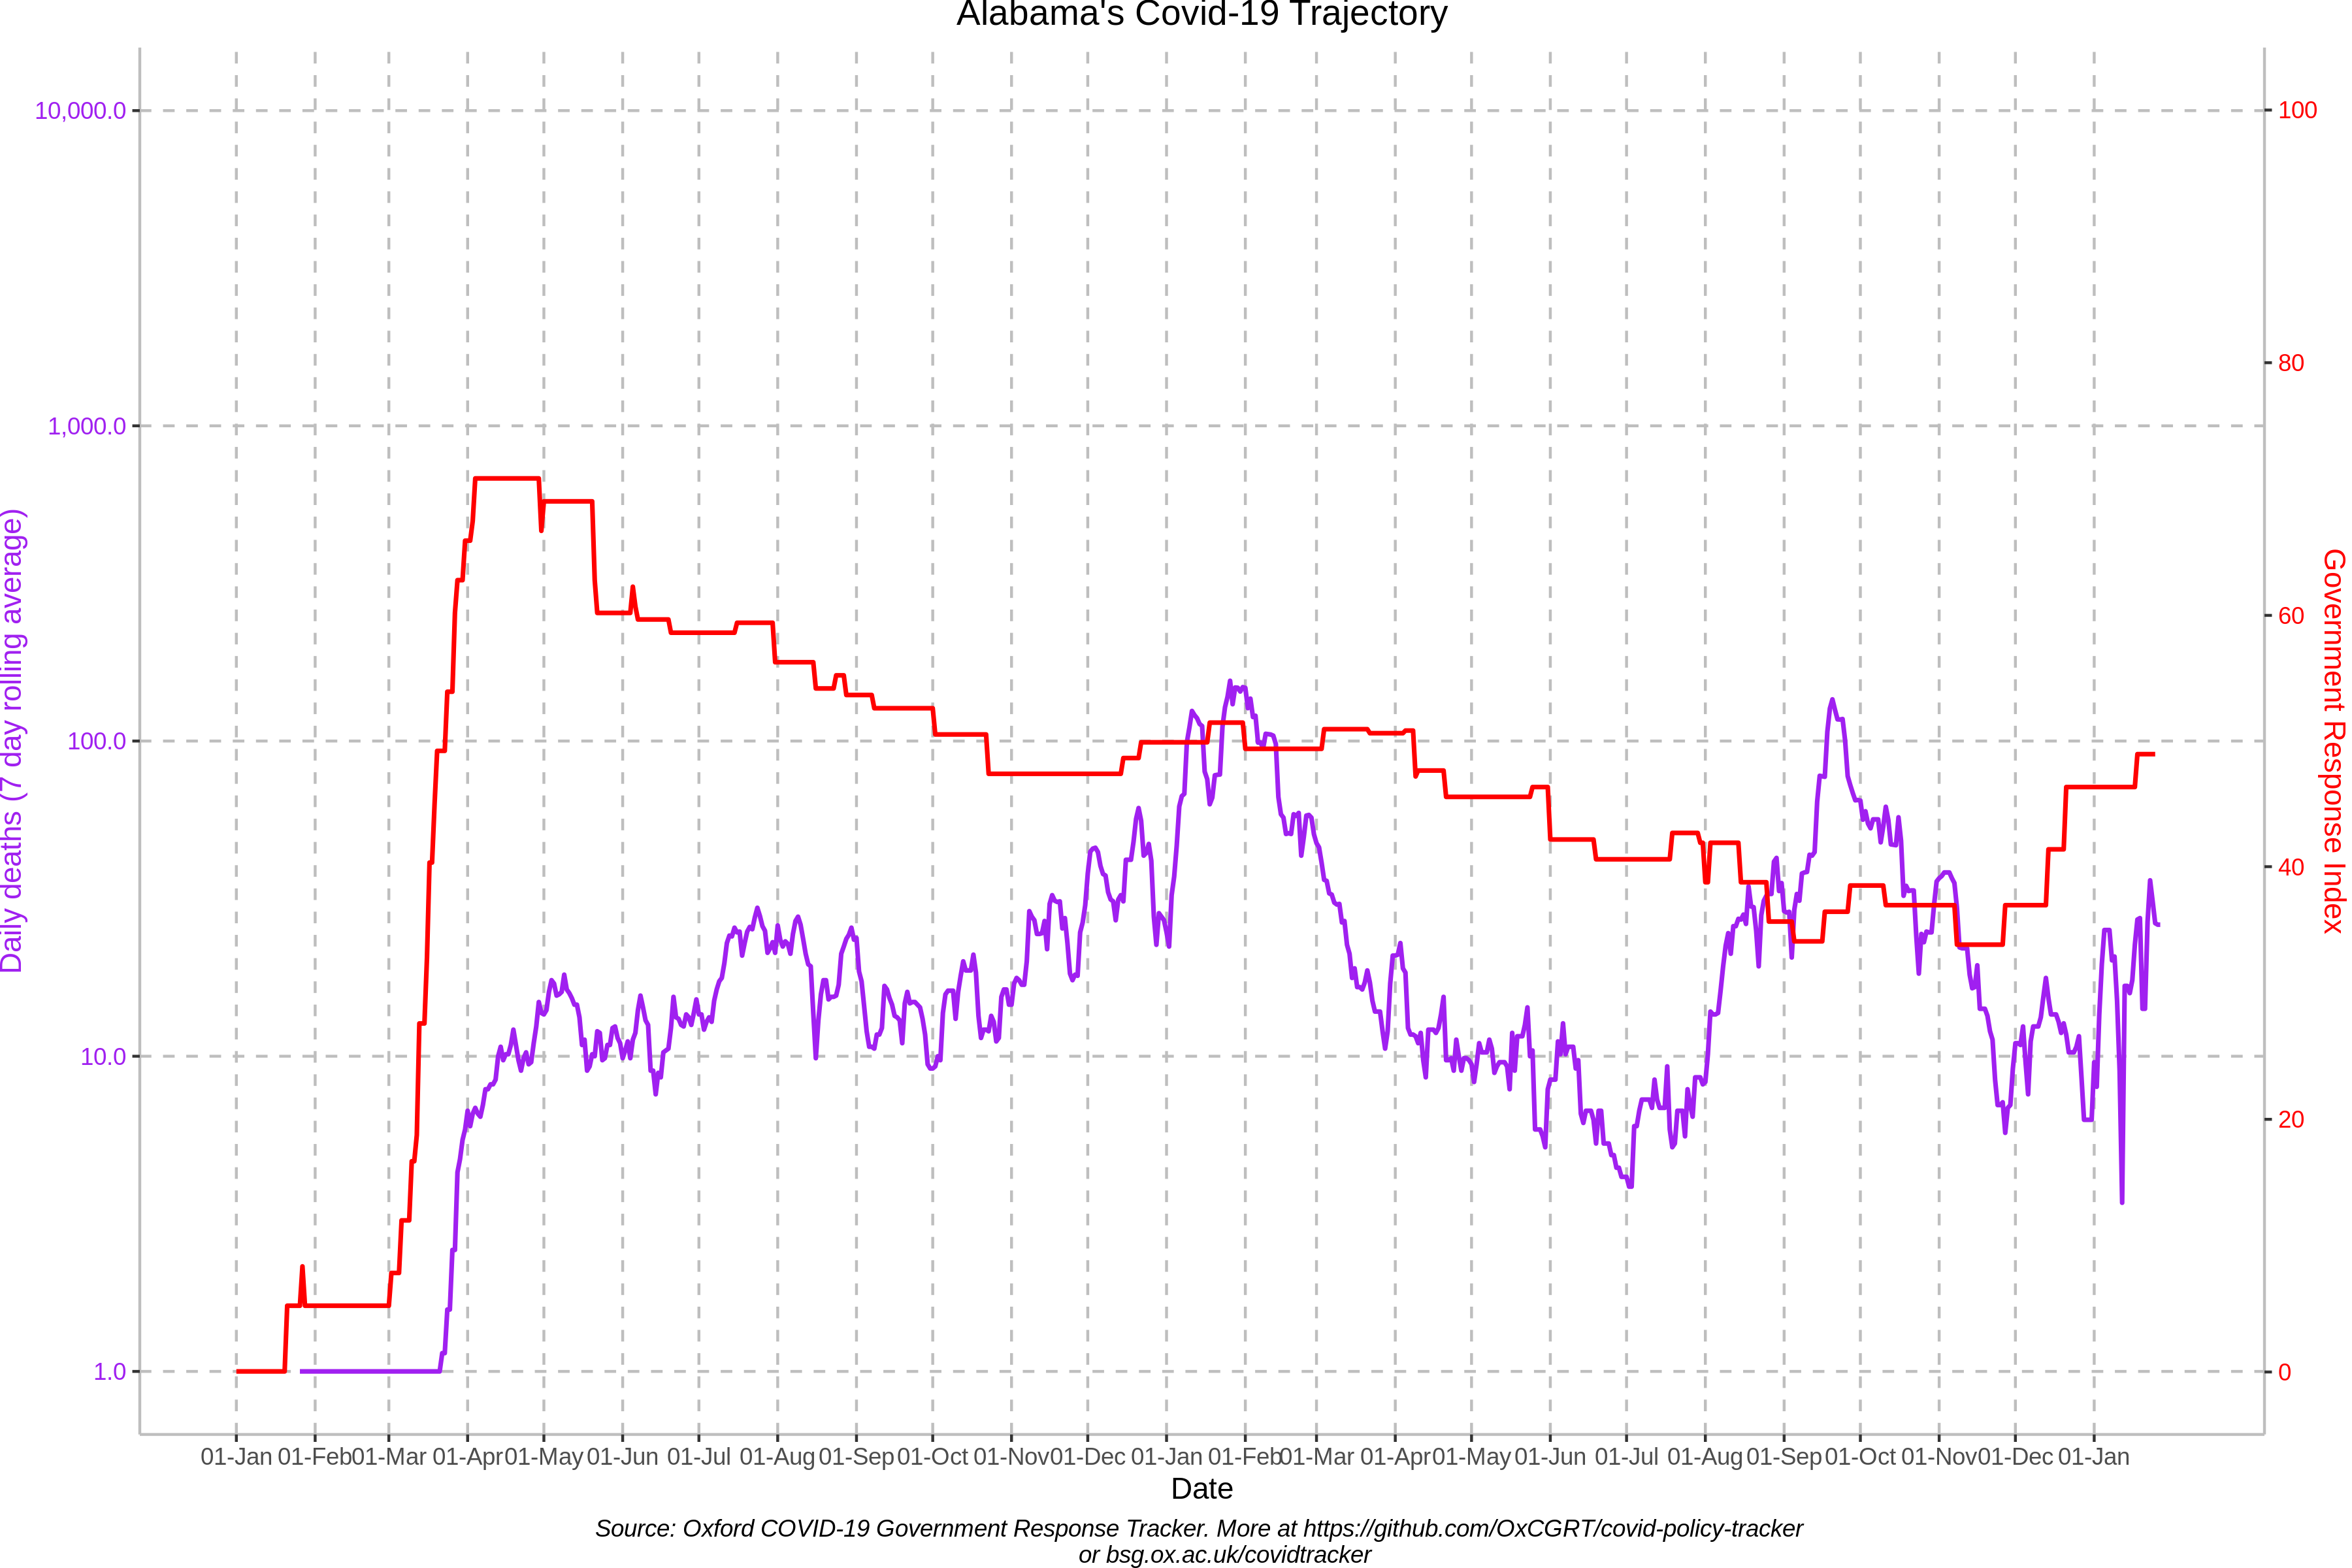 Alabama's Covid-19 Trajectory
10,000.0
1,000.0
100.0
10.0
1.0
Daily deaths (7 day rolling average)
100
80
60
40
20
0
Government Response Index
01-Jan 01-Feb 01-Mar 01-Apr 01-May 01-Jun 01-Jul 01-Aug 01-Sep 01-Oct 01-Nov 01-Dec 01-Jan 01-Feb 01-Mar 01-Apr 01-May 01-Jun 01-Jul 01-Aug 01-Sep 01-Oct 01-Nov 01-Dec 01-Jan
Date
Source: Oxford COVID-19 Government Response Tracker. More at https://github.com/OxCGRT/covid-policy-tracker
or bsg.ox.ac.uk/covidtracker